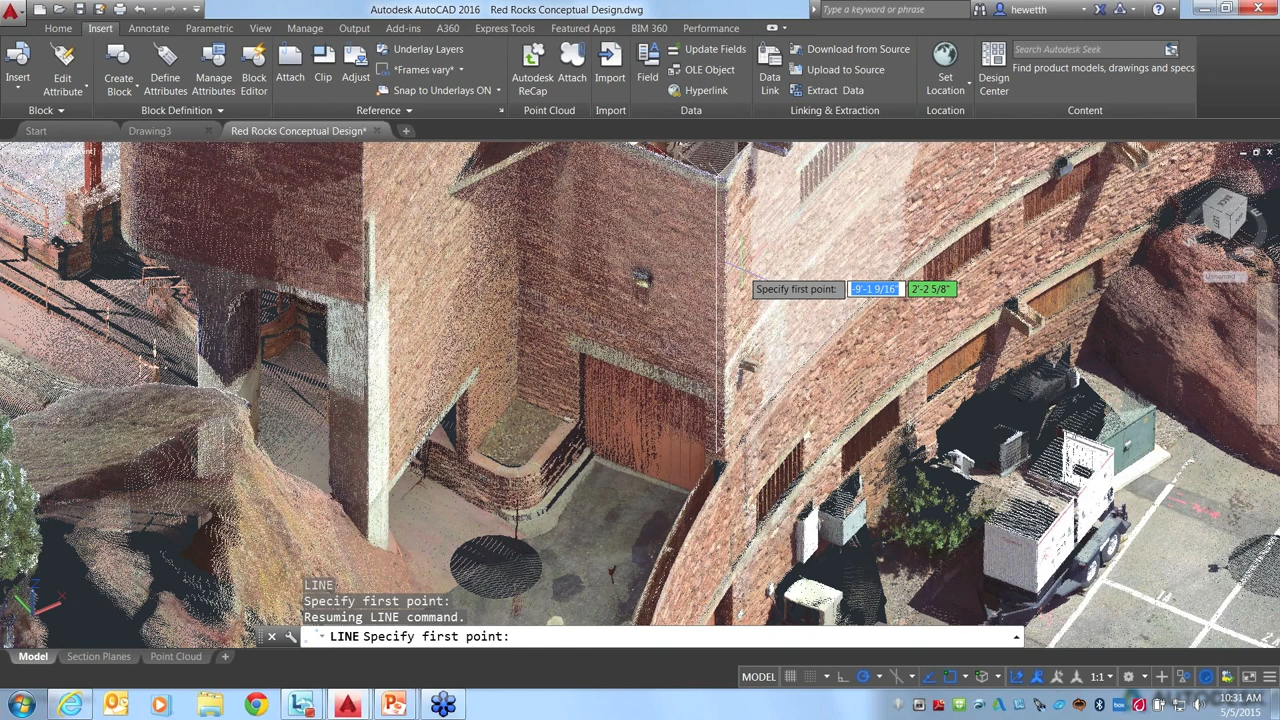 Autodesk AutoCAD 2016 Red Rocks Conceptual Design.dwg
Type a keyword or phrase
hewetth
Home Insert Annotate Parametric View Manage Output Add-ins A360 Express Tools Featured Apps BIM 360 Performance
Insert
Edit Attribute
Block
Create Block
Define Attributes
Manage Attributes
Block Editor
Block Definition
Attach
Clip
Adjust
Underlay Layers
*Frames vary*
Snap to Underlays ON
Reference
Autodesk ReCap
Attach
Point Cloud
Import
Import
Field
Update Fields
OLE Object
Hyperlink
Data
Data Link
Download from Source
Upload to Source
Extract Data
Linking & Extraction
Set Location
Location
Design Center
Search Autodesk Seek
Find product models, drawings and specs
Content
Start Drawing3 Red Rocks Conceptual Design*
Unnamed
Specify first point: -9'-1 9/16" 2'-2 5/8"
LINE
Specify first point:
Resuming LINE command.
LINE Specify first point:
Model Section Planes Point Cloud
MODEL 1:1
10:31 AM
5/5/2015